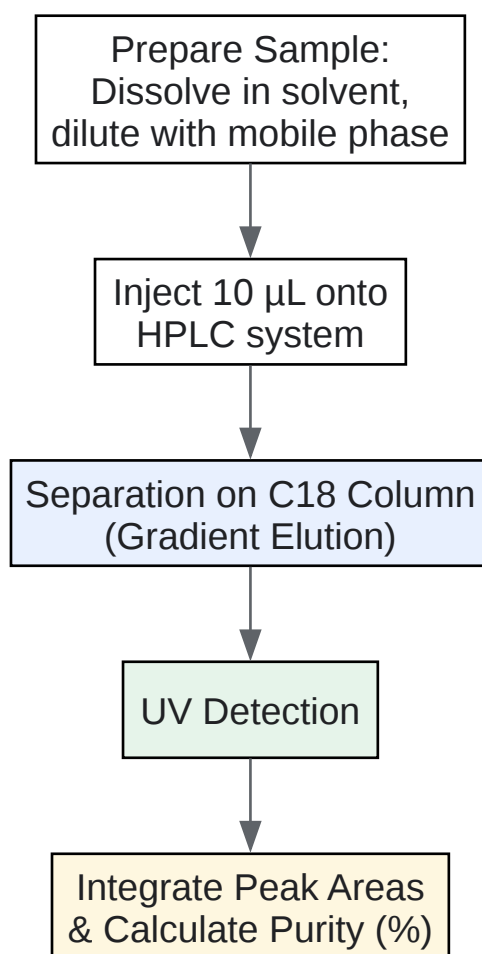 Prepare Sample:
Dissolve in solvent,
dilute with mobile phase
Inject 10 µL onto
HPLC system
Separation on C18 Column
(Gradient Elution)
UV Detection
Integrate Peak Areas
& Calculate Purity (%)